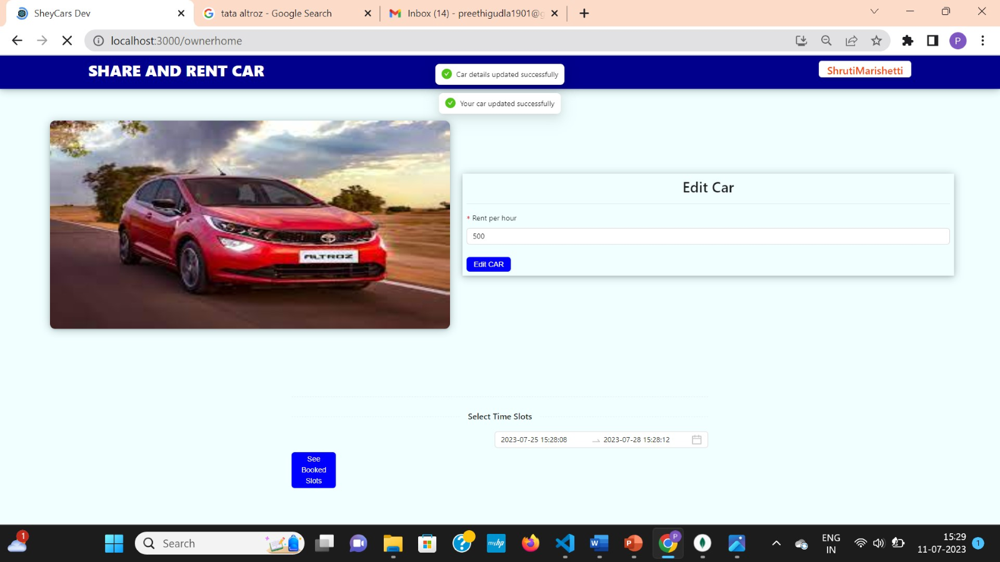 SheyCars Dev
tata altroz - Google Search
Inbox (14) - preethigudla1901@g
localhost:3000/ownerhome
P
SHARE AND RENT CAR
Car details updated successfully
ShrutiMarishetti
Your car updated successfully
ALTROZ
Edit Car
* Rent per hour
500
Edit CAR
Select Time Slots
2023-07-25 15:28:08
2023-07-28 15:28:12
See
Booked
Slots
1
Search
myhp
W
P
P
ENG
IN
15:29
11-07-2023
1